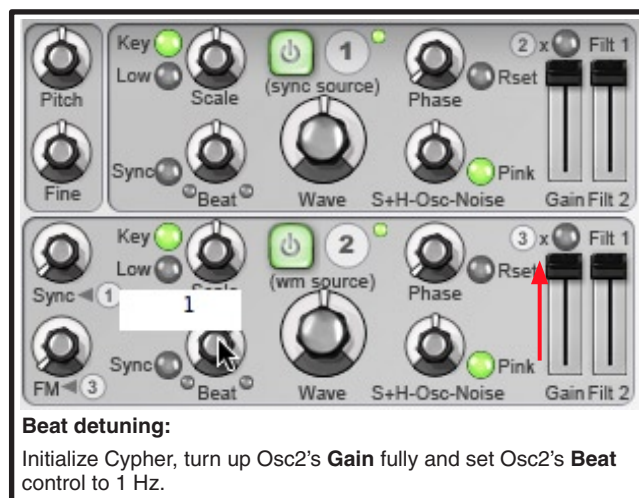 Key
2 x Filt 1
1
Low
Rset
Pitch
Scale
(sync source)
Phase
Sync
Pink
Fine
Beat
Wave
S+H-Osc-Noise
Gain Filt 2
Key
2
3 x Filt 1
Low
Rset
Sync 1
(wm source)
Phase
1
Sync
Pink
FM 3
Beat
Wave
S+H-Osc-Noise
Gain Filt 2
Beat detuning:
Initialize Cypher, turn up Osc2's Gain fully and set Osc2's Beat
control to 1 Hz.